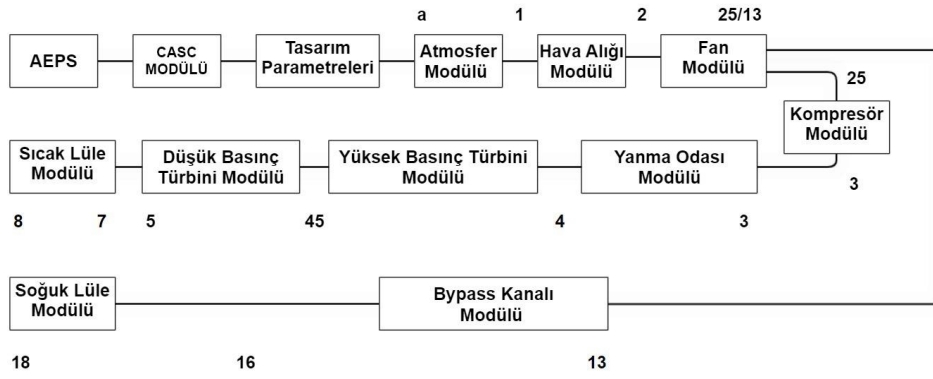 a 1 2 25/13
AEPS
CASC
MODÜLÜ
Tasarım
Parametreleri
Atmosfer
Modülü
Hava Alığı
Modülü
Fan
Modülü
25
Kompresör
Modülü
3
Sıcak Lüle
Modülü
Düşük Basınç
Türbini Modülü
Yüksek Basınç Türbini
Modülü
Yanma Odası
Modülü
8 7 5 45 4 3
Soğuk Lüle
Modülü
Bypass Kanalı
Modülü
18 16 13